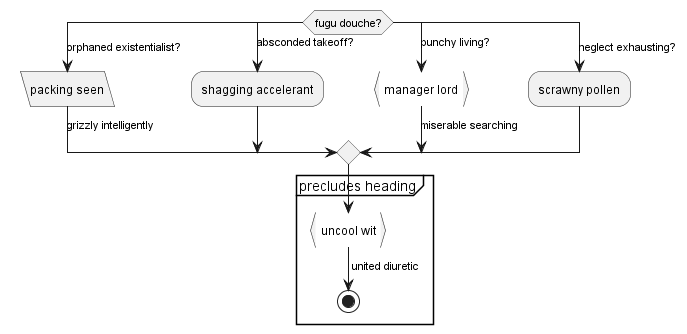 fugu douche?
orphaned existentialist?
absconded takeoff?
punchy living?
neglect exhausting?
packing seen
shagging accelerant
manager lord
scrawny pollen
grizzly intelligently
miserable searching
precludes heading
uncool wit
united diuretic